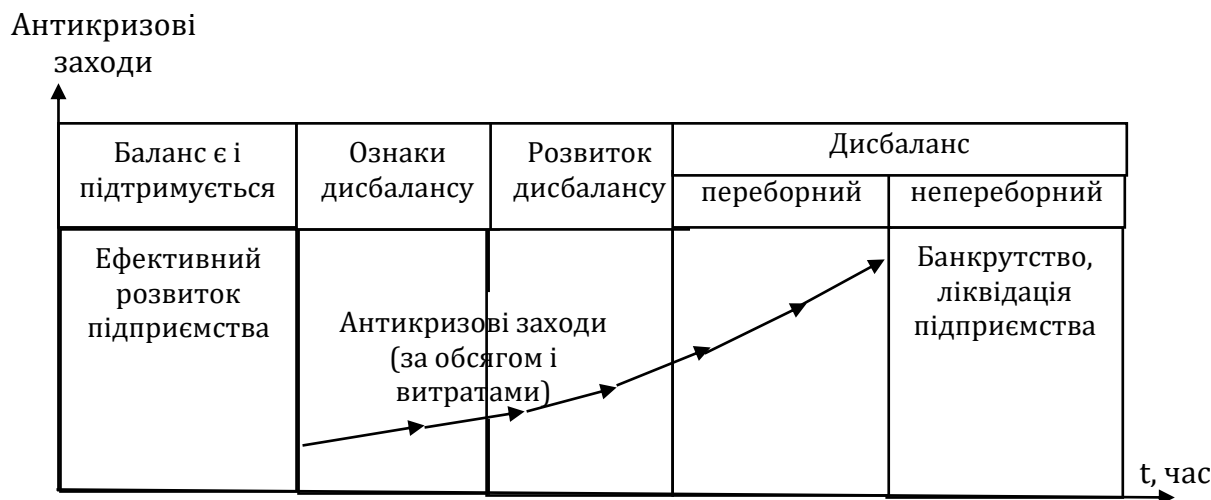 Антикризові
заходи
Баланс є і
підтримується
Ознаки
дисбалансу
Розвиток
дисбалансу
Дисбаланс
переборний
непереборний
Ефективний
розвиток
підприємства
Антикризові заходи
(за обсягом і
витратами)
Банкрутство,
ліквідація
підприємства
t, час